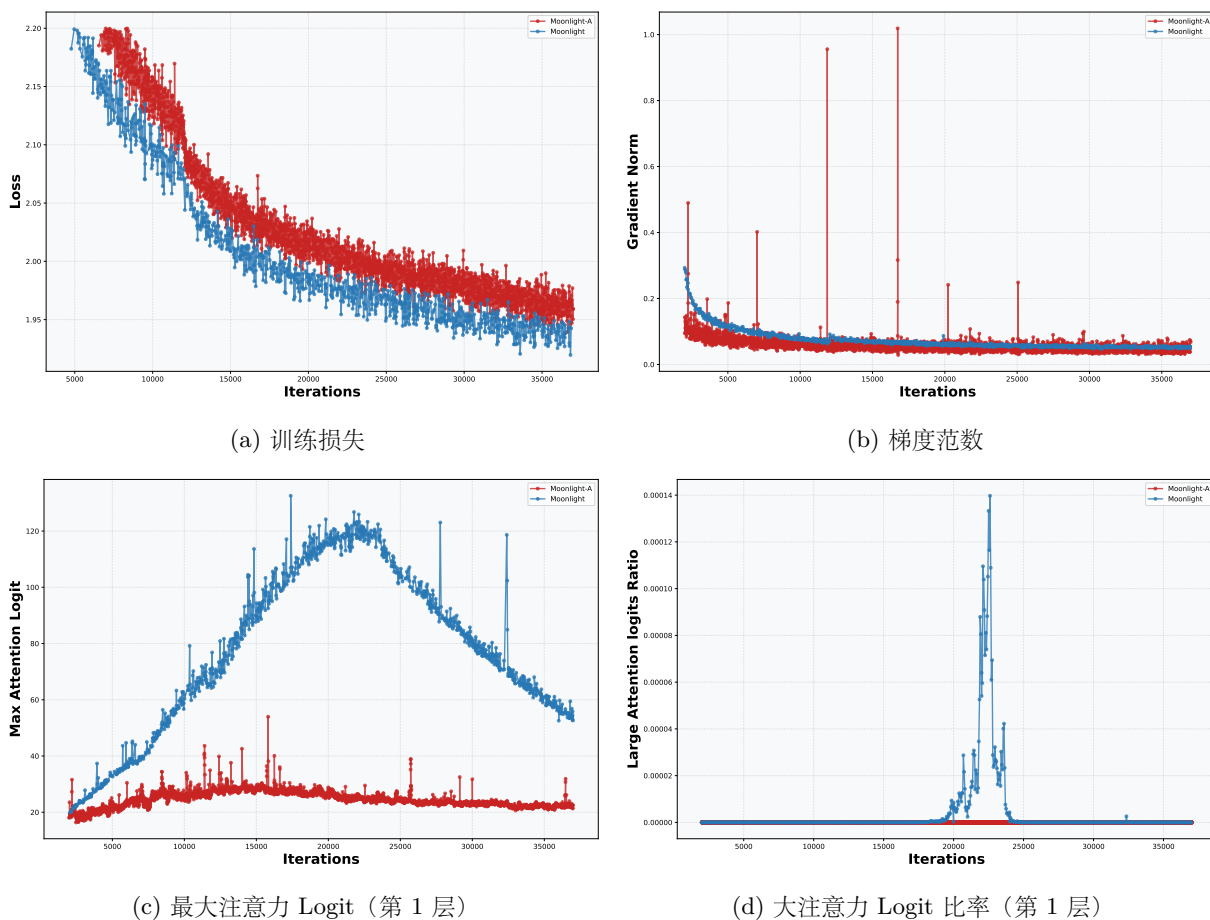 Moonlight-A
Moonlight
2.20
2.15
2.10
2.05
2.00
1.95
Loss
5000
10000
15000
20000
25000
30000
35000
Iterations
(a) 训练损失
Moonlight-A
Moonlight
1.0
0.8
0.6
0.4
0.2
0.0
Gradient Norm
5000
10000
15000
20000
25000
30000
35000
Iterations
(b) 梯度范数
Moonlight-A
Moonlight
120
100
80
60
40
20
Max Attention Logit
5000
10000
15000
20000
25000
30000
35000
Iterations
(c) 最大注意力 Logit（第 1 层）
Moonlight-A
Moonlight
0.00014
0.00012
0.00010
0.00008
0.00006
0.00004
0.00002
0.00000
Large Attention logits Ratio
5000
10000
15000
20000
25000
30000
35000
Iterations
(d) 大注意力 Logit 比率（第 1 层）